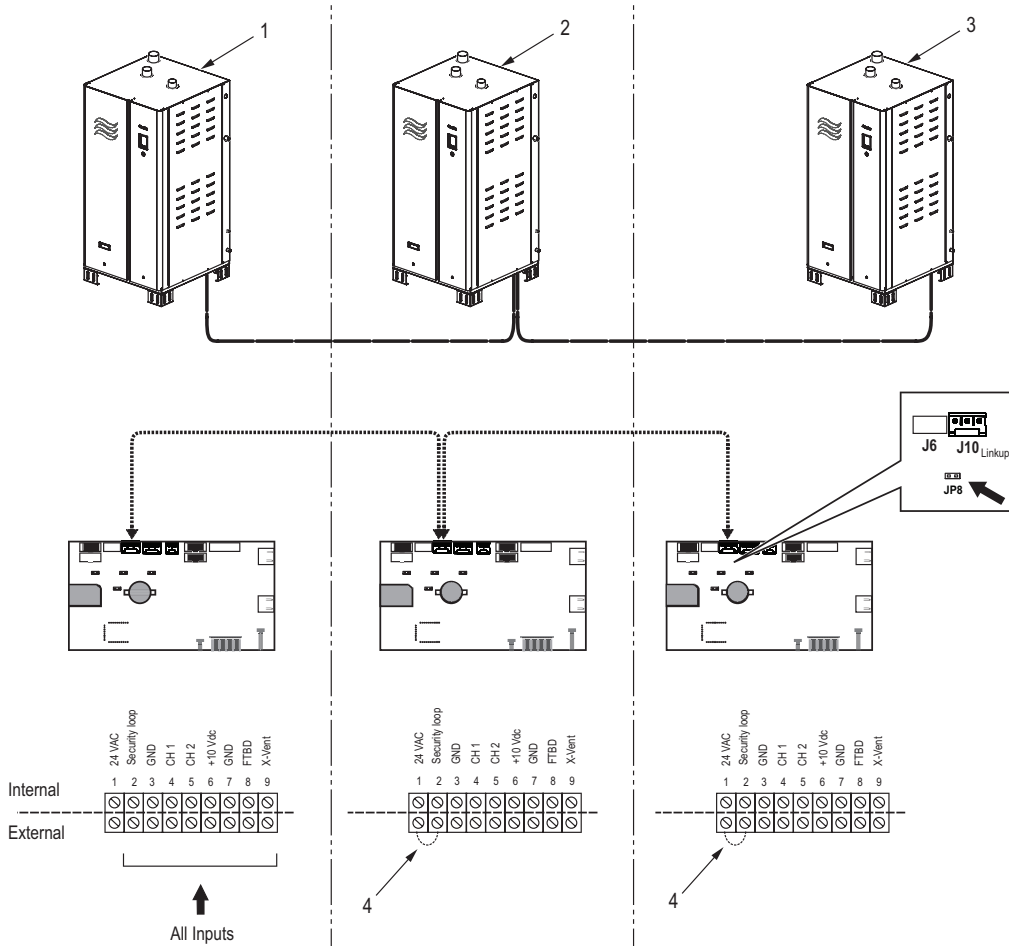 1
2
3
J6 J10 Linkup
JP8
24 VAC
Security loop
GND
CH 1
CH 2
+10 Vdc
GND
FTBD
X-Vent
1 2 3 4 5 6 7 8 9
Internal
External
All Inputs
24 VAC
Security loop
GND
CH 1
CH 2
+10 Vdc
GND
FTBD
X-Vent
1 2 3 4 5 6 7 8 9
4
24 VAC
Security loop
GND
CH 1
CH 2
+10 Vdc
GND
FTBD
X-Vent
1 2 3 4 5 6 7 8 9
4